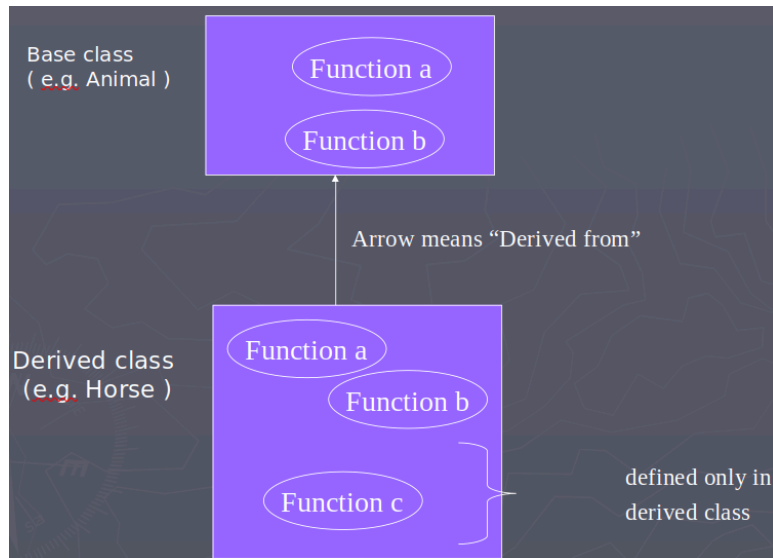 Base class
( e.g. Animal )
Function a
Function b
Arrow means “Derived from”
Derived class
(e.g. Horse )
Function a
Function b
Function c
defined only in
derived class